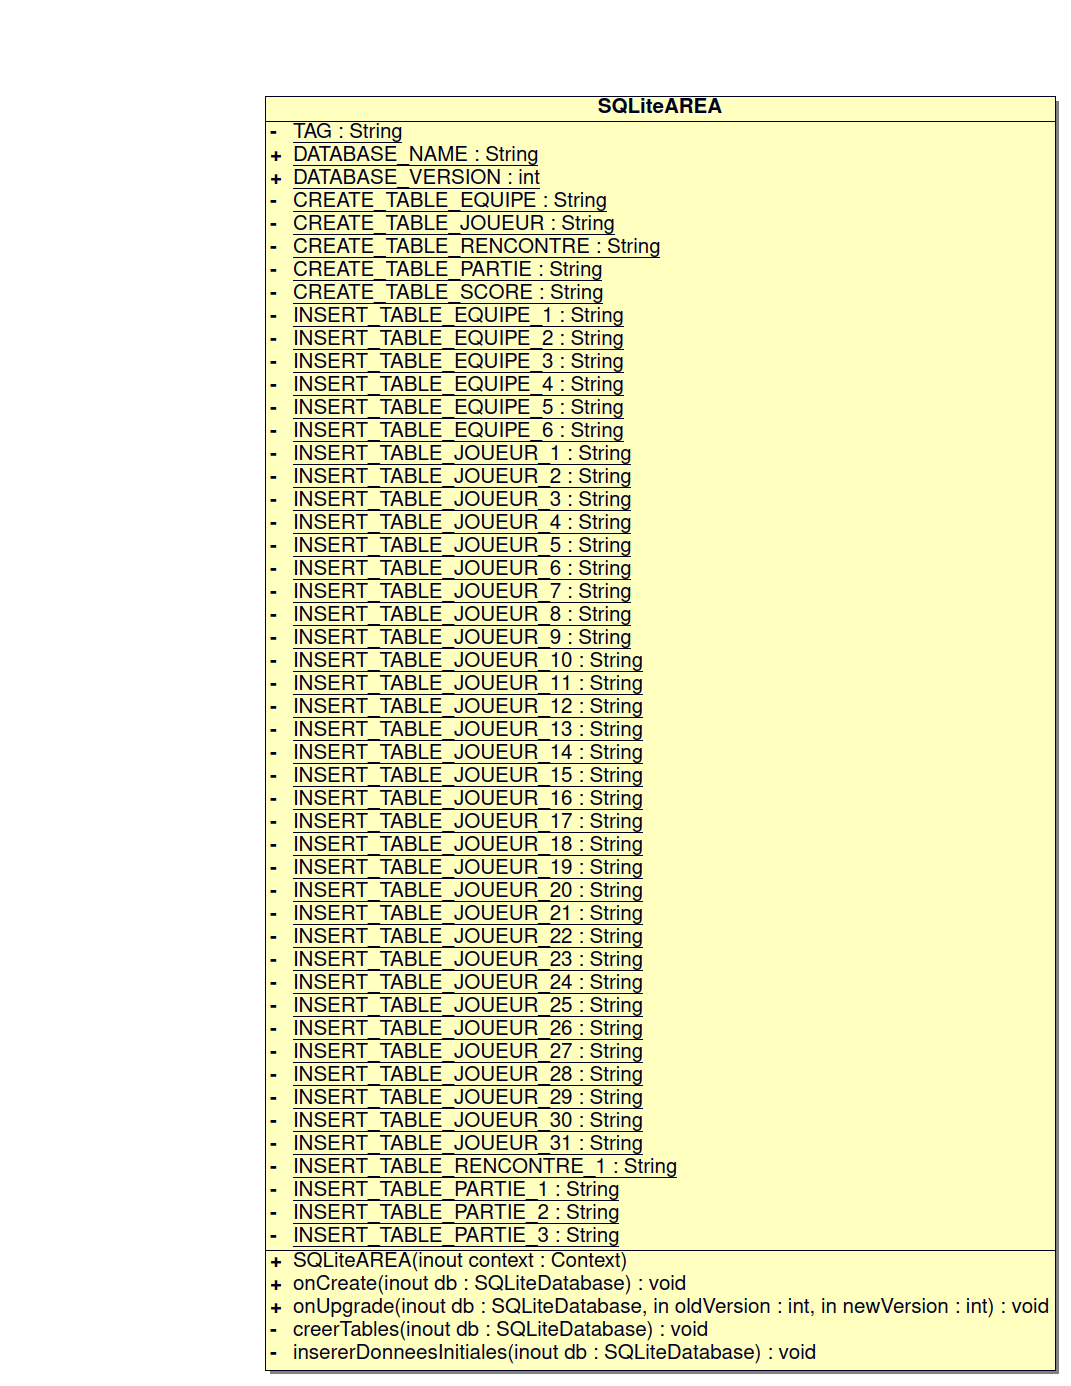 SQLiteAREA
- TAG : String
+ DATABASE_NAME : String
+ DATABASE_VERSION : int
- CREATE_TABLE_EQUIPE : String
- CREATE_TABLE_JOUEUR : String
- CREATE_TABLE_RENCONTRE : String
- CREATE_TABLE_PARTIE : String
- CREATE_TABLE_SCORE : String
- INSERT_TABLE_EQUIPE_1 : String
- INSERT_TABLE_EQUIPE_2 : String
- INSERT_TABLE_EQUIPE_3 : String
- INSERT_TABLE_EQUIPE_4 : String
- INSERT_TABLE_EQUIPE_5 : String
- INSERT_TABLE_EQUIPE_6 : String
- INSERT_TABLE_JOUEUR_1 : String
- INSERT_TABLE_JOUEUR_2 : String
- INSERT_TABLE_JOUEUR_3 : String
- INSERT_TABLE_JOUEUR_4 : String
- INSERT_TABLE_JOUEUR_5 : String
- INSERT_TABLE_JOUEUR_6 : String
- INSERT_TABLE_JOUEUR_7 : String
- INSERT_TABLE_JOUEUR_8 : String
- INSERT_TABLE_JOUEUR_9 : String
- INSERT_TABLE_JOUEUR_10 : String
- INSERT_TABLE_JOUEUR_11 : String
- INSERT_TABLE_JOUEUR_12 : String
- INSERT_TABLE_JOUEUR_13 : String
- INSERT_TABLE_JOUEUR_14 : String
- INSERT_TABLE_JOUEUR_15 : String
- INSERT_TABLE_JOUEUR_16 : String
- INSERT_TABLE_JOUEUR_17 : String
- INSERT_TABLE_JOUEUR_18 : String
- INSERT_TABLE_JOUEUR_19 : String
- INSERT_TABLE_JOUEUR_20 : String
- INSERT_TABLE_JOUEUR_21 : String
- INSERT_TABLE_JOUEUR_22 : String
- INSERT_TABLE_JOUEUR_23 : String
- INSERT_TABLE_JOUEUR_24 : String
- INSERT_TABLE_JOUEUR_25 : String
- INSERT_TABLE_JOUEUR_26 : String
- INSERT_TABLE_JOUEUR_27 : String
- INSERT_TABLE_JOUEUR_28 : String
- INSERT_TABLE_JOUEUR_29 : String
- INSERT_TABLE_JOUEUR_30 : String
- INSERT_TABLE_JOUEUR_31 : String
- INSERT_TABLE_RENCONTRE_1 : String
- INSERT_TABLE_PARTIE_1 : String
- INSERT_TABLE_PARTIE_2 : String
- INSERT_TABLE_PARTIE_3 : String
+ SQLiteAREA(inout context : Context)
+ onCreate(inout db : SQLiteDatabase) : void
+ onUpgrade(inout db : SQLiteDatabase, in oldVersion : int, in newVersion : int) : void
- creerTables(inout db : SQLiteDatabase) : void
- insererDonneesInitiales(inout db : SQLiteDatabase) : void